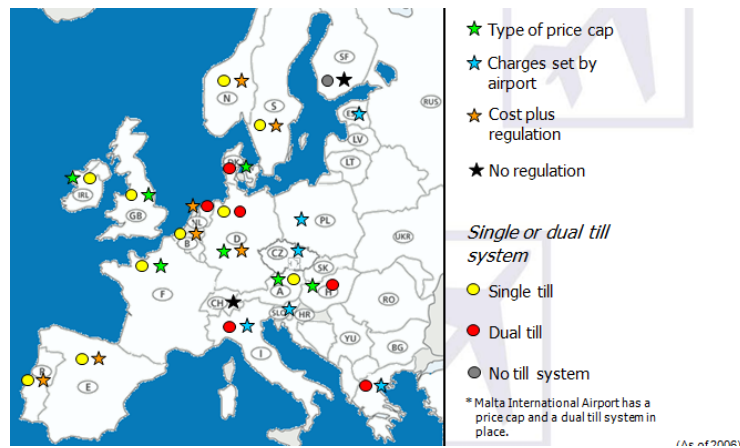 Type of price cap
Charges set by
airport
Cost plus
regulation
No regulation
Single or dual till
system
Single till
Dual till
No till system
* Malta International Airport has a
price cap and a dual till system in
place.
(As of 2006)
SF
N
S
RUS
LV
LT
IRL
GB
NL
B
D
PL
CZ
UKR
SK
F
CH
A
H
RO
SLO
HR
YU
BG
I
P
E